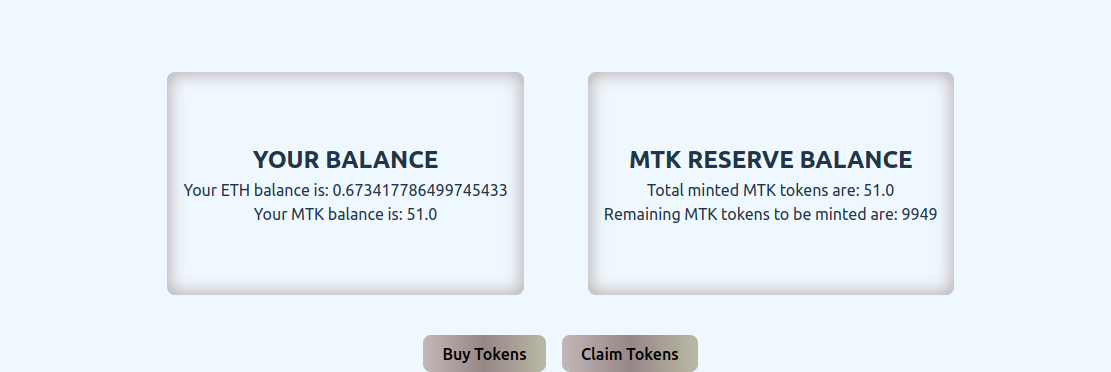 YOUR BALANCE
Your ETH balance is: 0.673417786499745433
Your MTK balance is: 51.0
MTK RESERVE BALANCE
Total minted MTK tokens are: 51.0
Remaining MTK tokens to be minted are: 9949
Buy Tokens
Claim Tokens